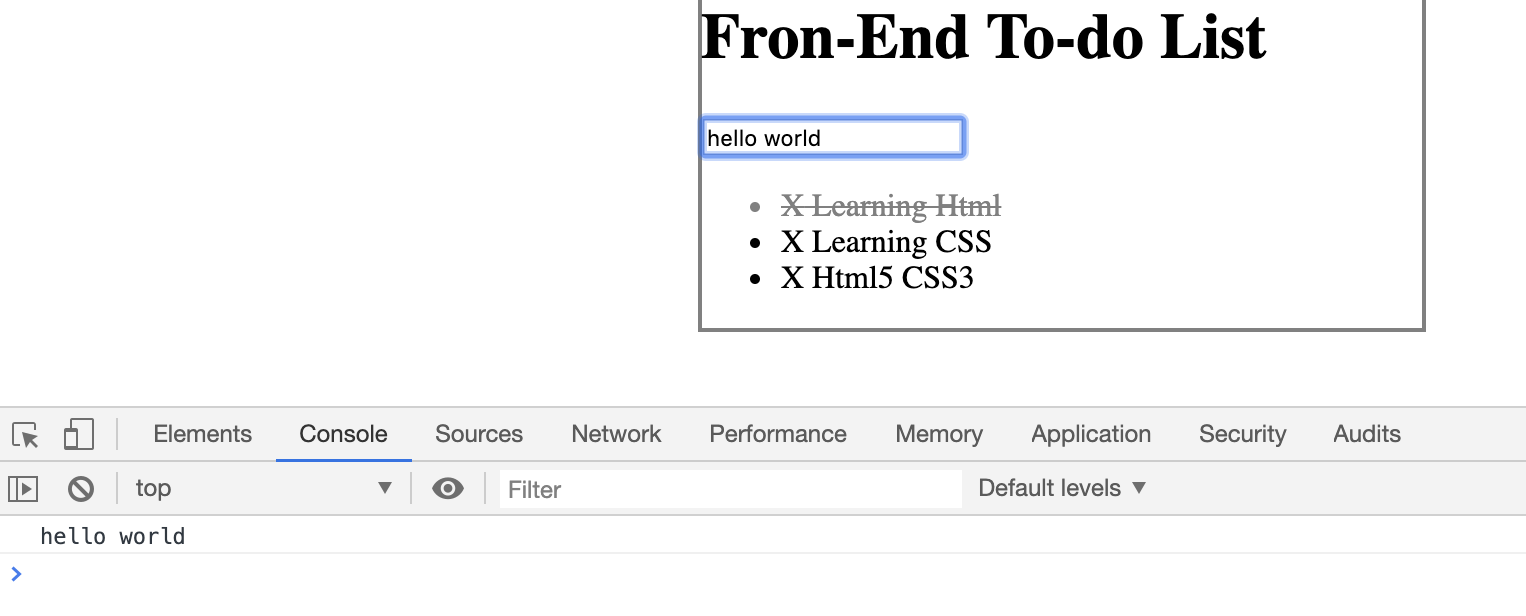 Fron-End To-do List
hello world
X Learning Html
X Learning CSS
X Html5 CSS3
Elements Console Sources Network Performance Memory Application Security Audits
top Filter Default levels
hello world